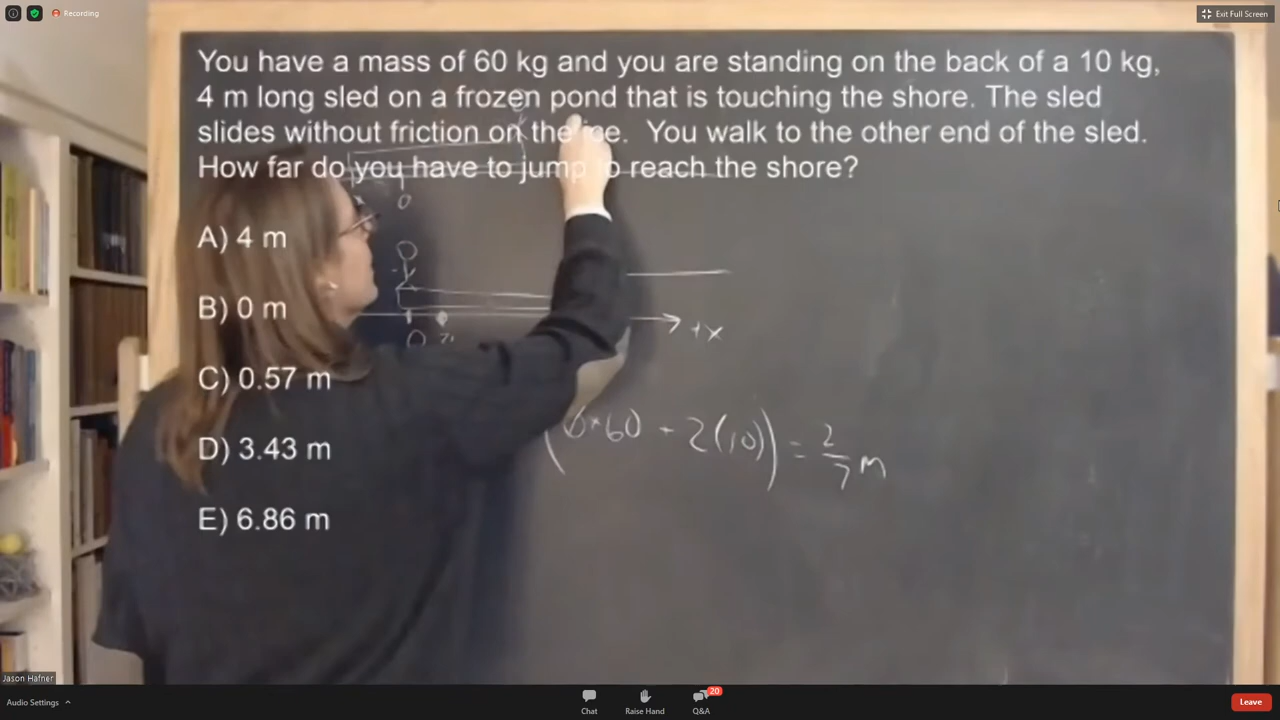 Recording
Exit Full Screen
You have a mass of 60 kg and you are standing on the back of a 10 kg,
4 m long sled on a frozen pond that is touching the shore. The sled
slides without friction on the ice. You walk to the other end of the sled.
How far do you have to jump to reach the shore?
0
A) 4 m
B) 0 m
+x
0
C) 0.57 m
0*60 + 2(10)) = 2/7 m
D) 3.43 m
E) 6.86 m
Jason Hafner
Audio Settings
Chat
Raise Hand
20
Q&A
Leave